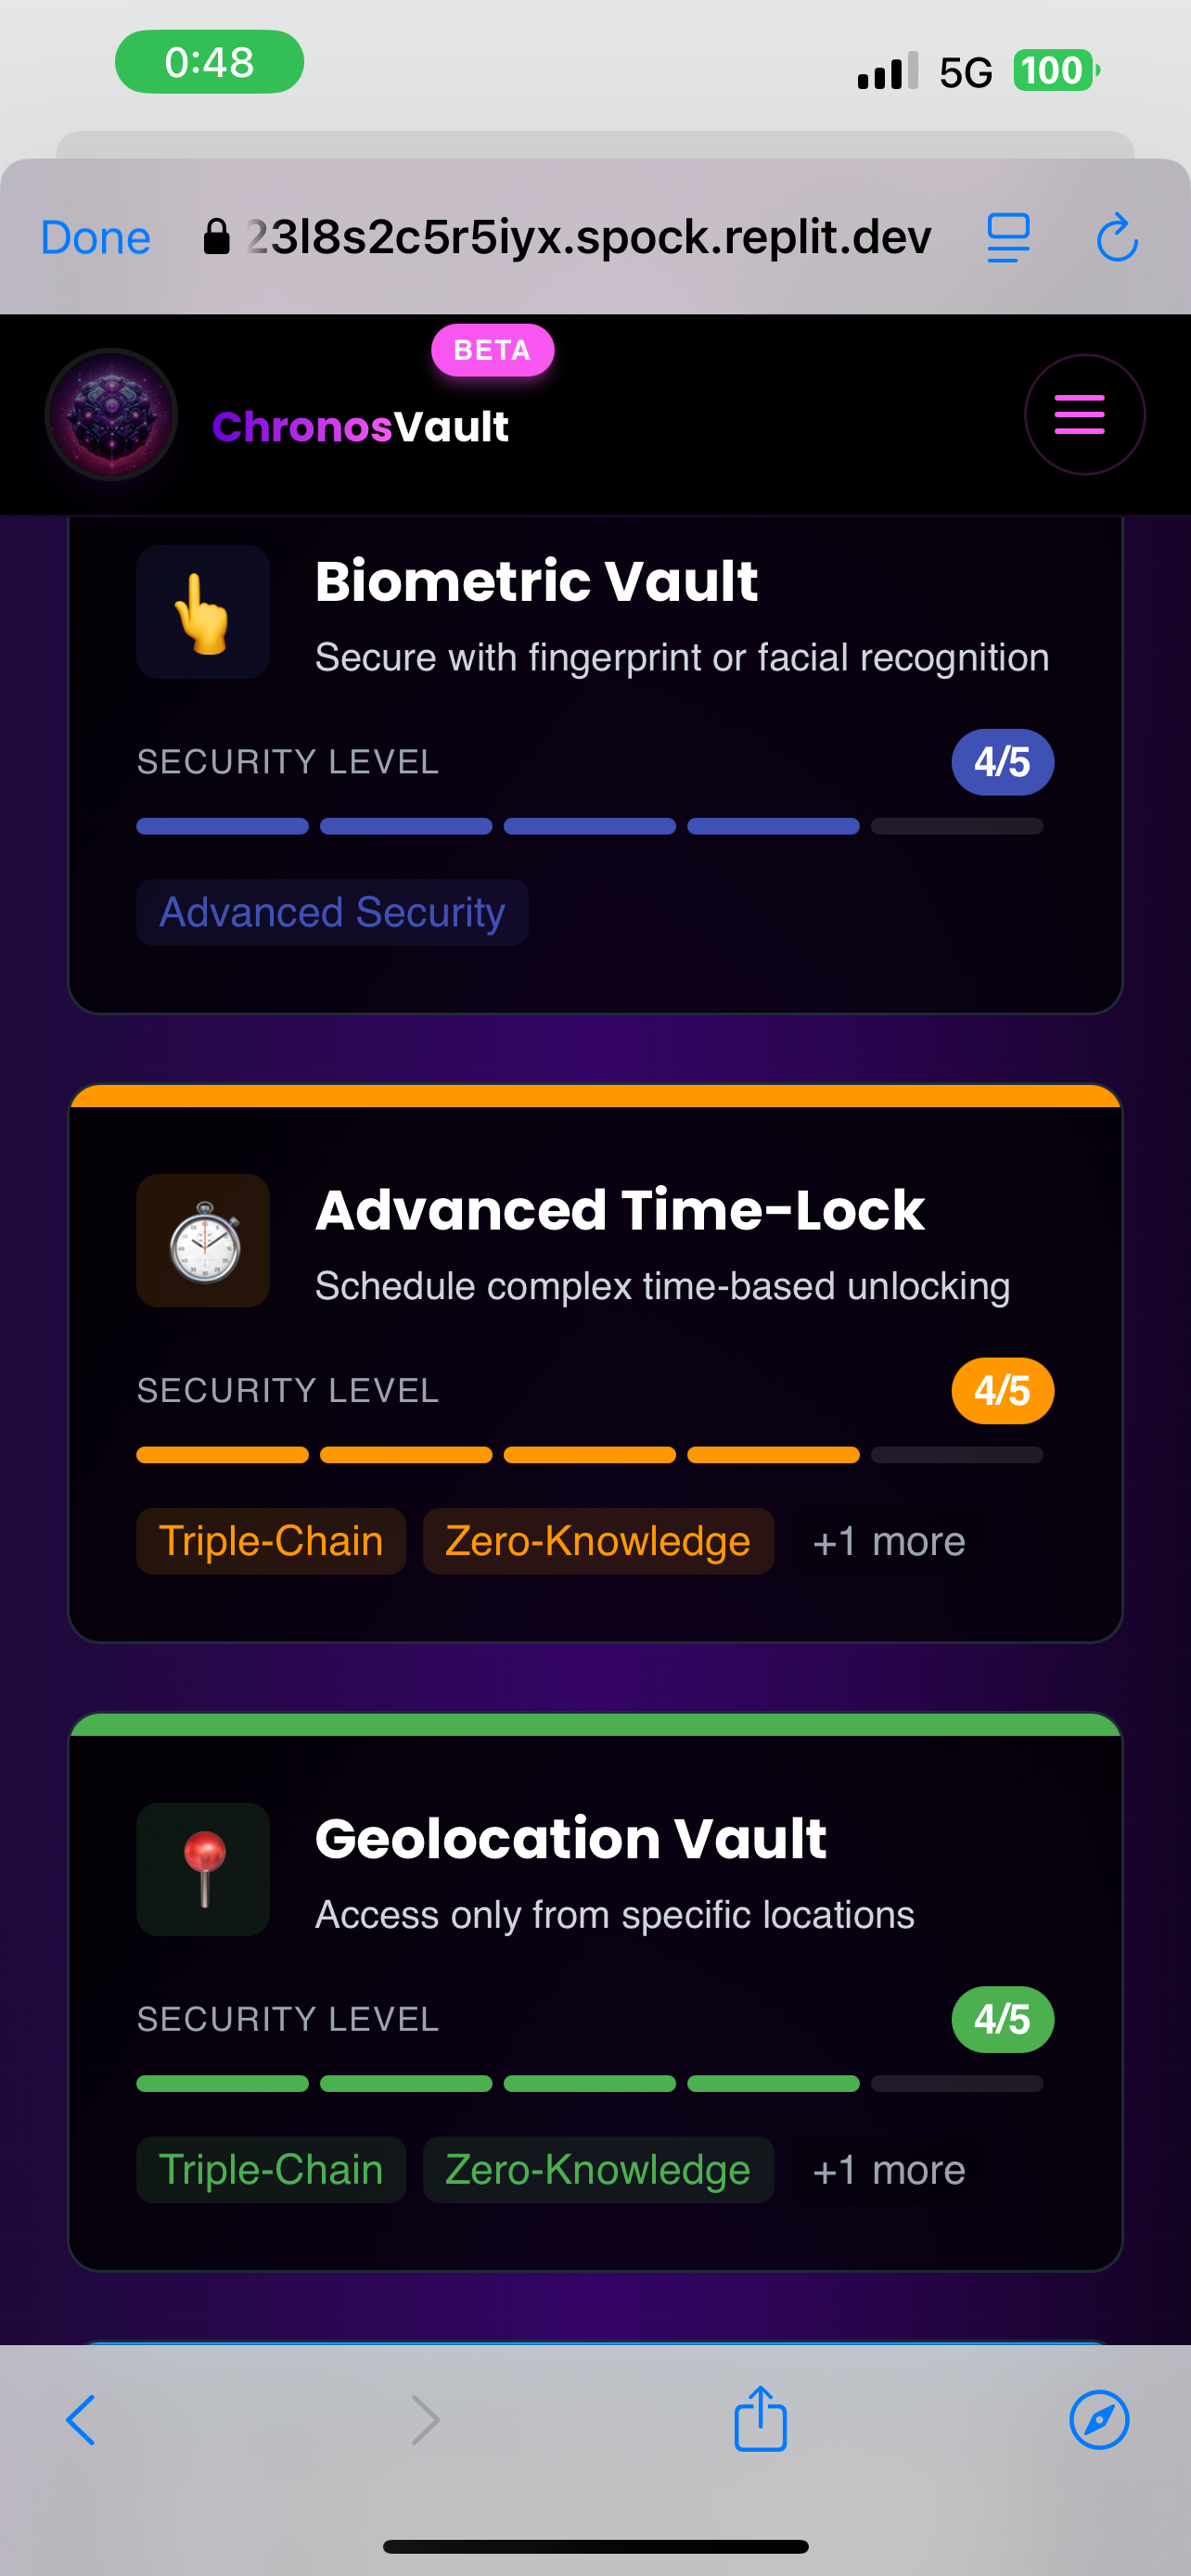 0:48
5G
100
Done
23l8s2c5r5iyx.spock.replit.dev
BETA
ChronosVault
Biometric Vault
Secure with fingerprint or facial recognition
SECURITY LEVEL
4/5
Advanced Security
Advanced Time-Lock
Schedule complex time-based unlocking
SECURITY LEVEL
4/5
Triple-Chain Zero-Knowledge +1 more
Geolocation Vault
Access only from specific locations
SECURITY LEVEL
4/5
Triple-Chain Zero-Knowledge +1 more